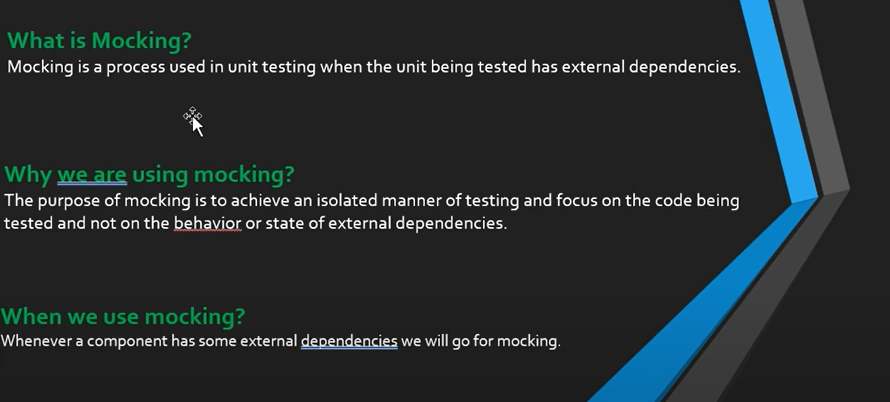 What is Mocking?
Mocking is a process used in unit testing when the unit being tested has external dependencies.
Why we are using mocking?
The purpose of mocking is to achieve an isolated manner of testing and focus on the code being
tested and not on the behavior or state of external dependencies.
When we use mocking?
Whenever a component has some external dependencies we will go for mocking.